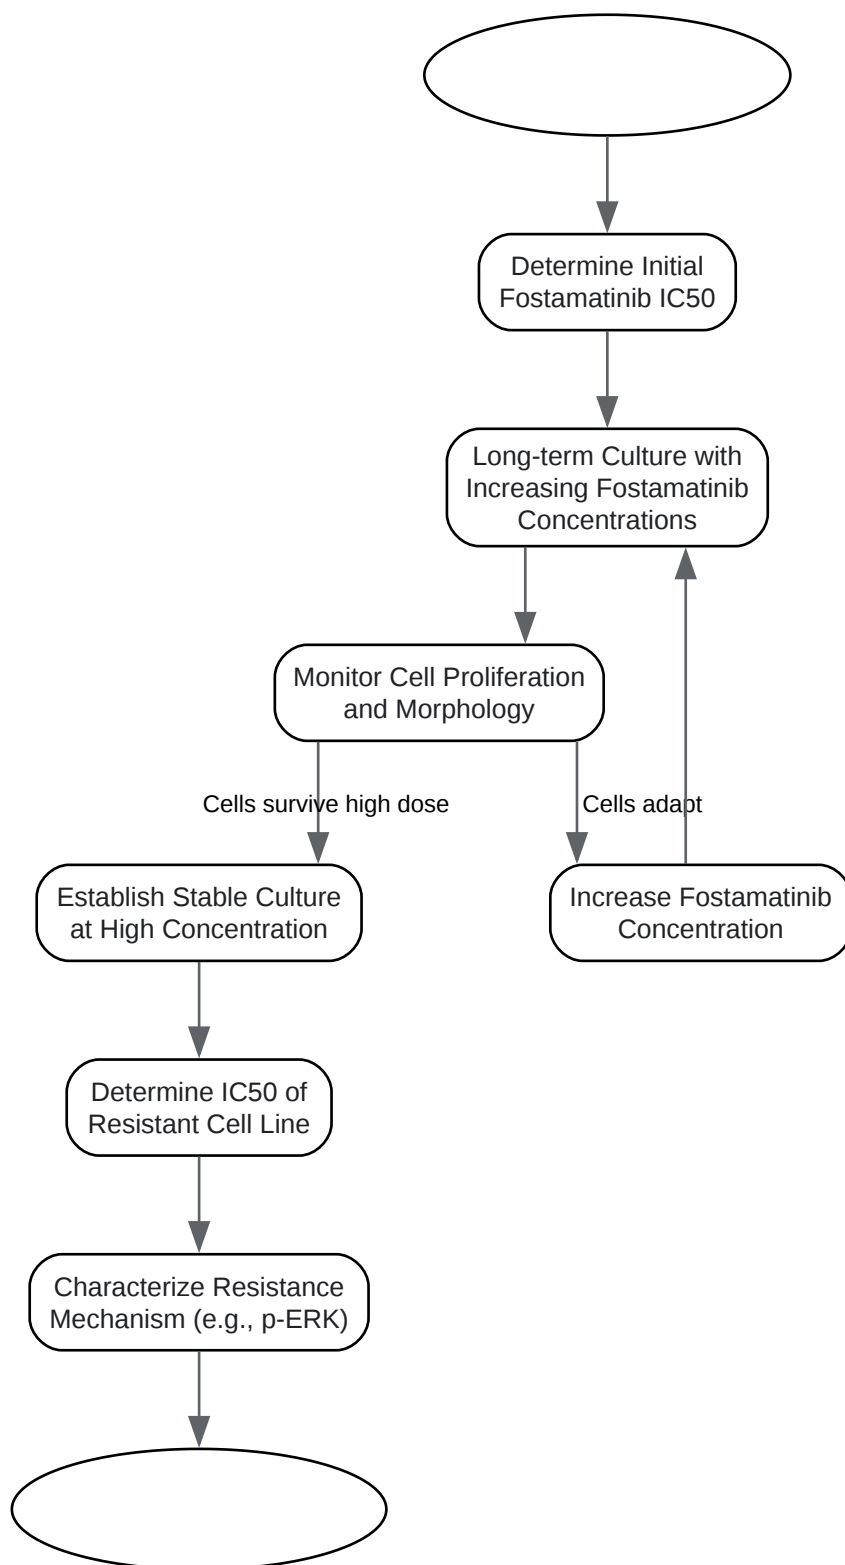 Determine Initial
Fostamatinib IC50
Long-term Culture with
Increasing Fostamatinib
Concentrations
Monitor Cell Proliferation
and Morphology
Cells survive high dose
Cells adapt
Establish Stable Culture
at High Concentration
Increase Fostamatinib
Concentration
Determine IC50 of
Resistant Cell Line
Characterize Resistance
Mechanism (e.g., p-ERK)